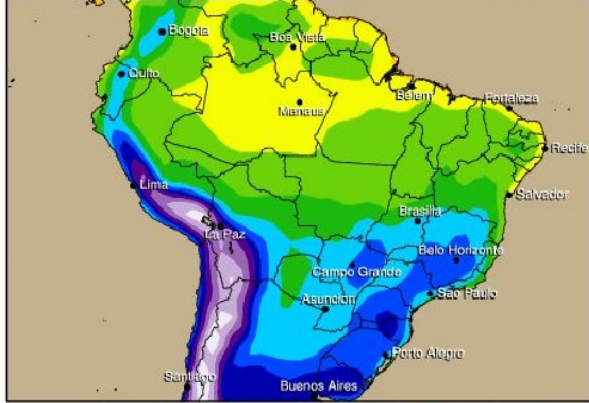 Bogota
Boa Vista
Quito
Manaus
Belem
Fortaleza
Recife
Lima
Salvador
Brasilia
La Paz
Belo Horizonte
Campo Grande
São Paulo
Asuncion
Porto Alegre
Santiago
Buenos Aires